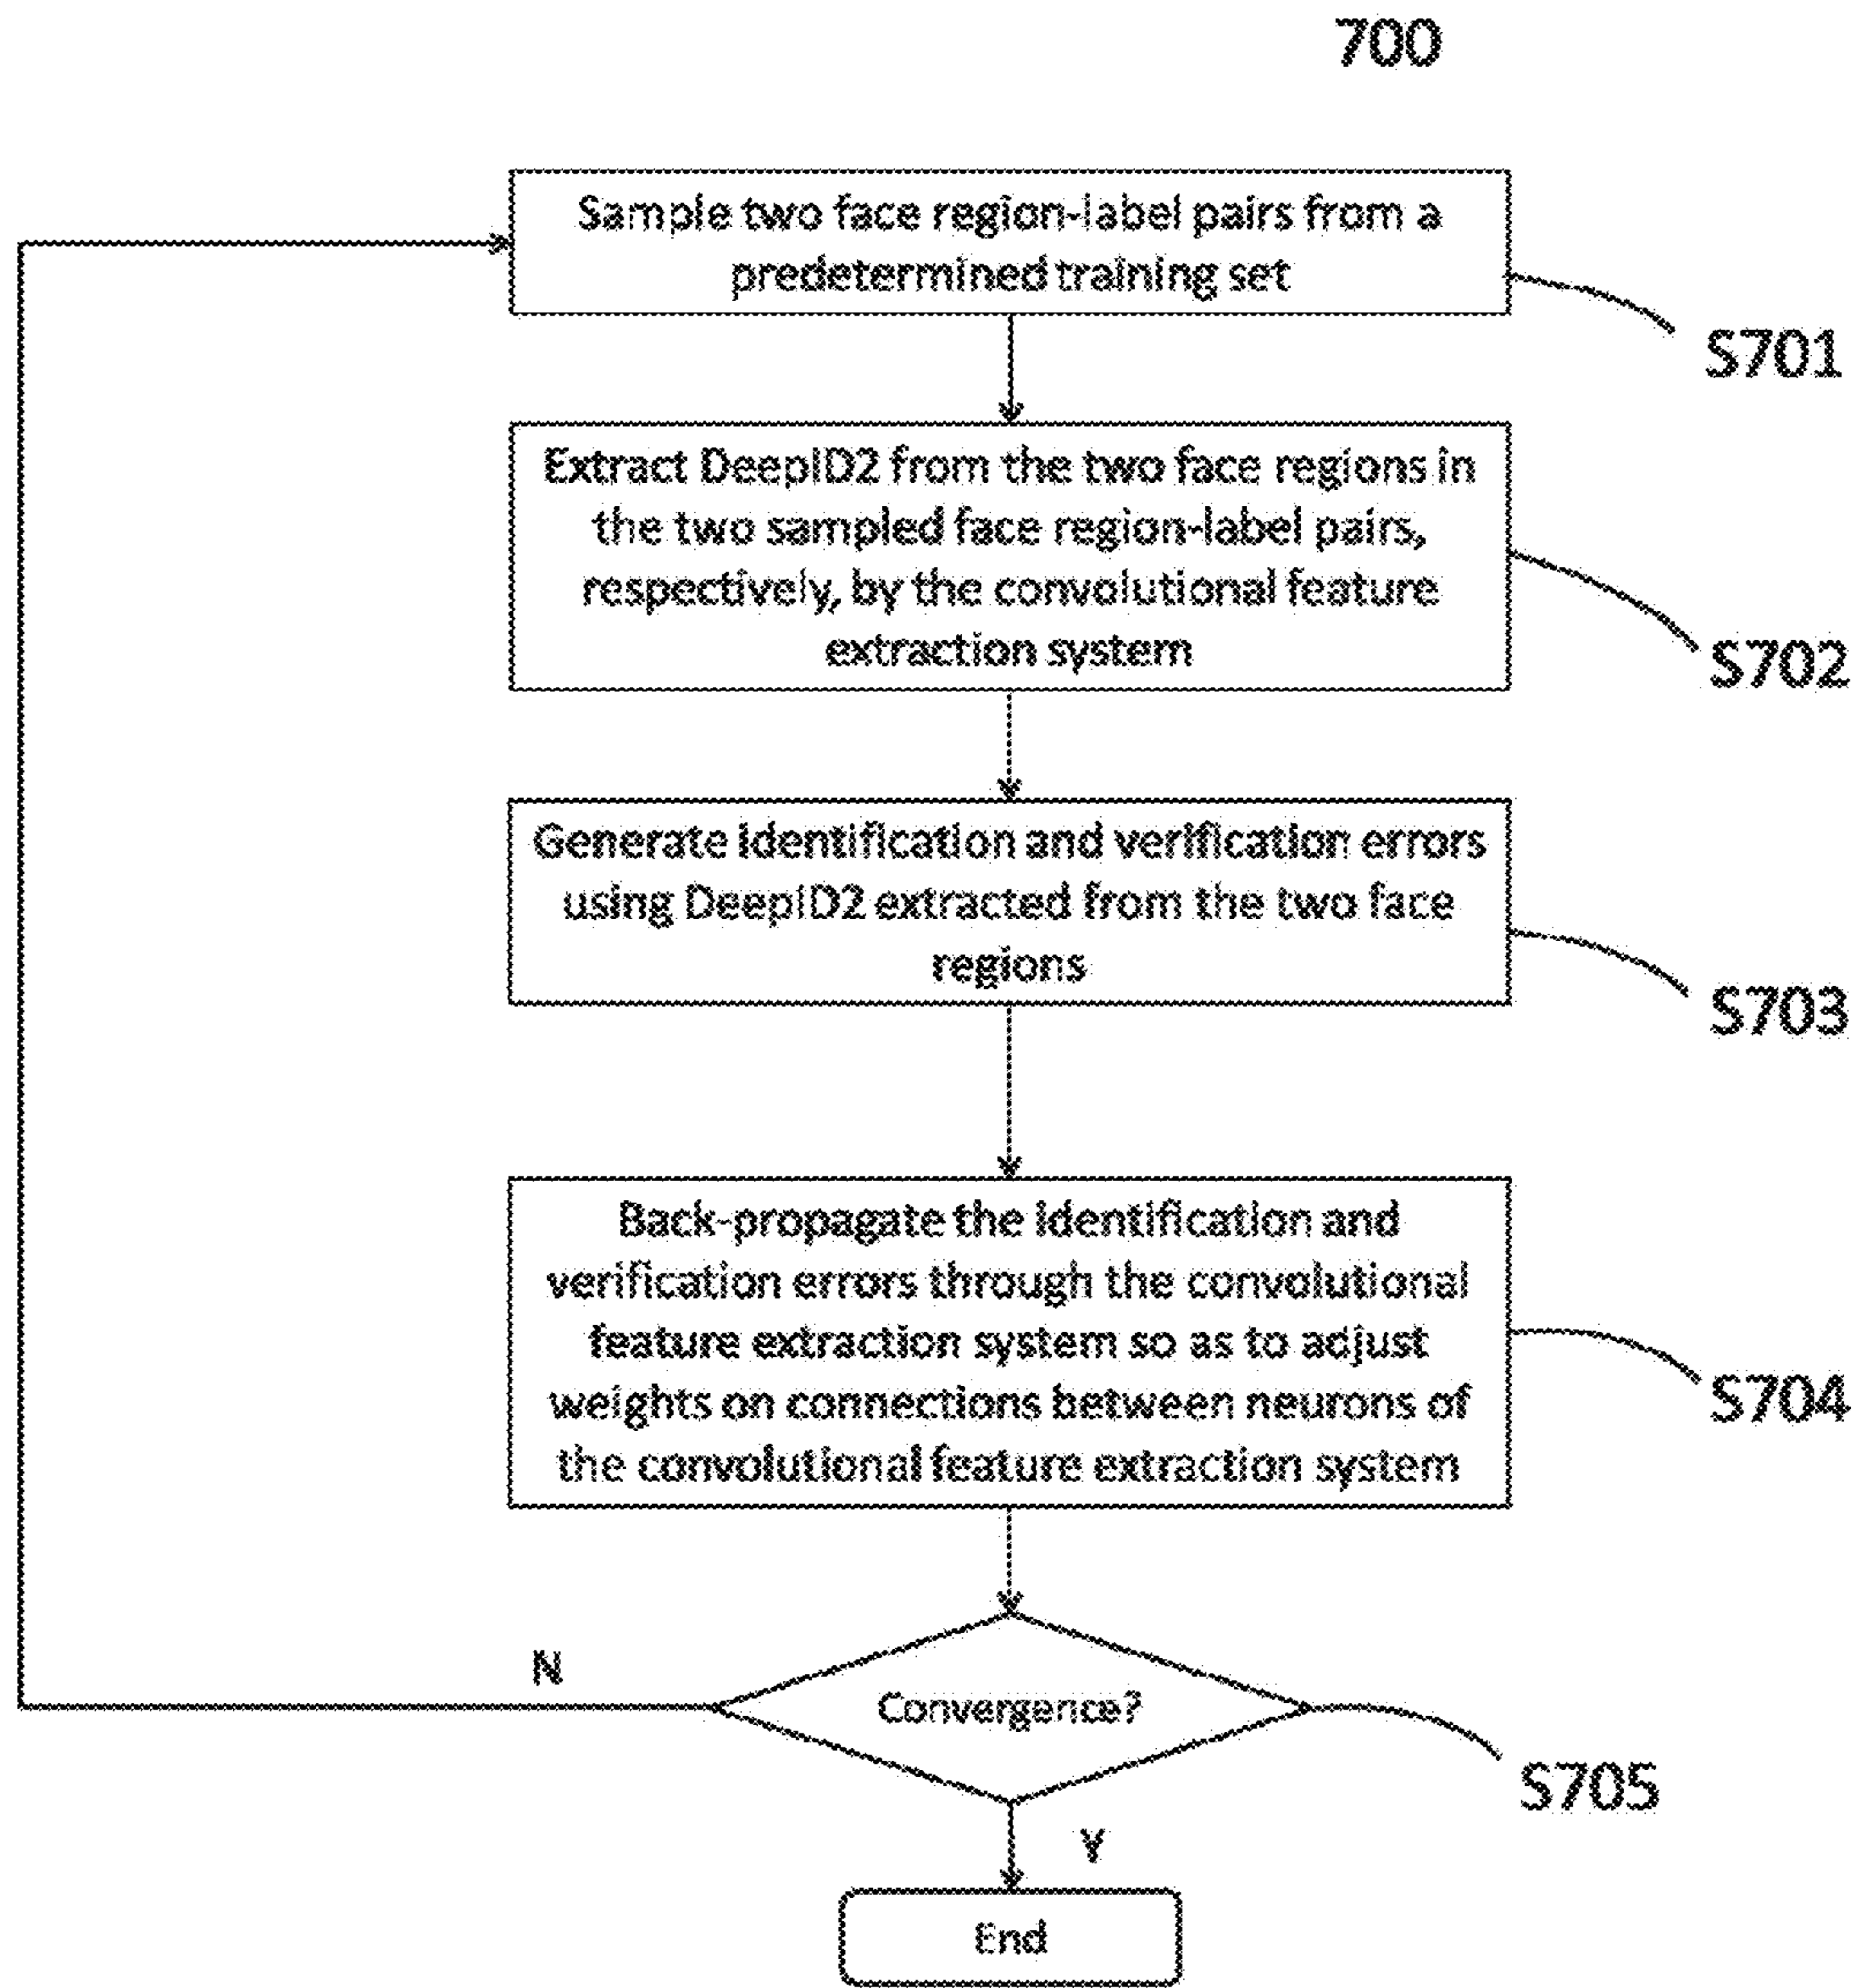 700
Sample two face region-label pairs from a
predetermined training set
S701
Extract DeepID2 from the two face regions in
the two sampled face region-label pairs,
respectively, by the convolutional feature
extraction system
S702
Generate identification and verification errors
using DeepID2 extracted from the two face
regions
S703
Back-propagate the identification and
verification errors through the convolutional
feature extraction system so as to adjust
weights on connections between neurons of
the convolutional feature extraction system
S704
N
Convergence?
S705
Y
End